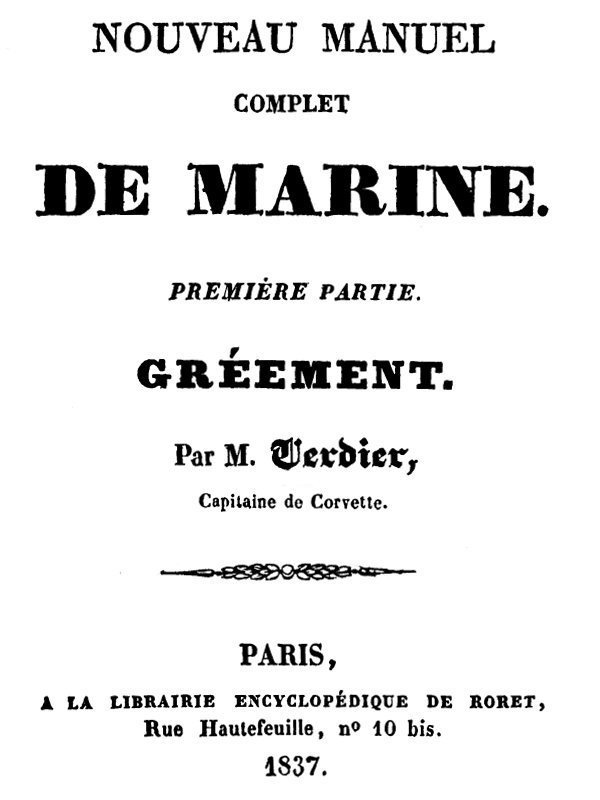 NOUVEAU MANUEL
COMPLET
DE MARINE.
PREMIÈRE PARTIE.
GRÉEMENT.
Par M. Verdier,
Capitaine de Corvette.
PARIS,
A LA LIBRAIRIE ENCYCLOPÉDIQUE DE RORET,
Rue Hautefeuille, nº 10 bis.
1837.